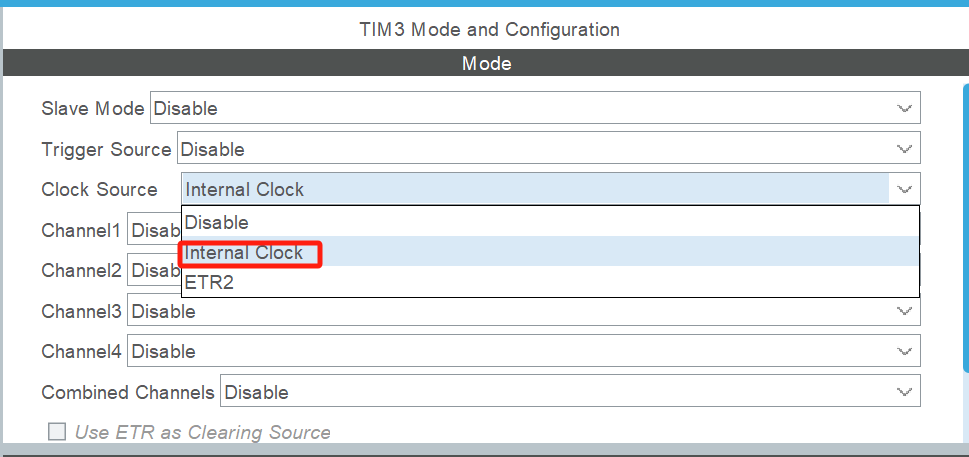 TIM3 Mode and Configuration
Mode
Slave Mode Disable
Trigger Source Disable
Clock Source Internal Clock
Disable
Channel1 Disab
Internal Clock
Channel2 Disab
ETR2
Channel3 Disable
Channel4 Disable
Combined Channels Disable
Use ETR as Clearing Source